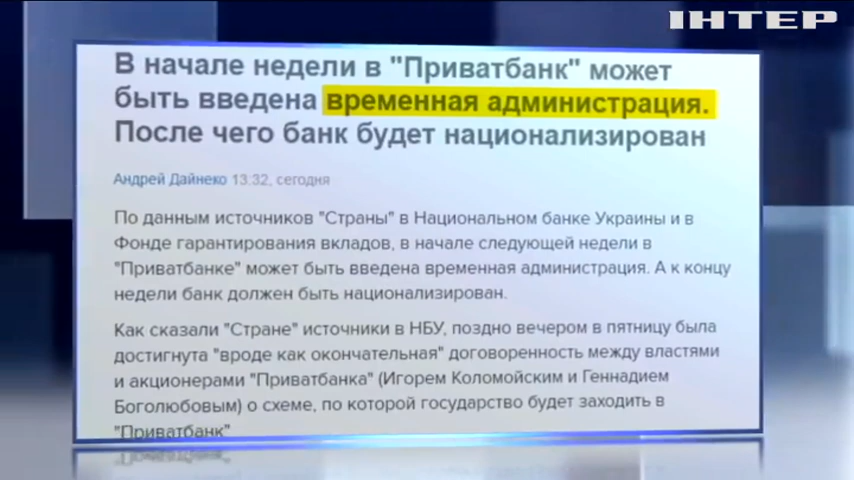 ІНТЕР
В начале недели в "Приватбанк" может
быть введена временная администрация.
После чего банк будет национализирован
Андрей Дайнеко 13:32, сегодня
По данным источников "Страны" в Национальном банке Украины и в
Фонде гарантирования вкладов, в начале следующей недели в
"Приватбанке" может быть введена временная администрация. А к концу
недели банк должен быть национализирован.
Как сказали "Стране" источники в НБУ, поздно вечером в пятницу была
достигнута "вроде как окончательная" договоренность между властями
и акционерами "Приватбанка" (Игорем Коломойским и Геннадием
Боголюбовым) о схеме, по которой государство будет заходить в
"Приватбанк"